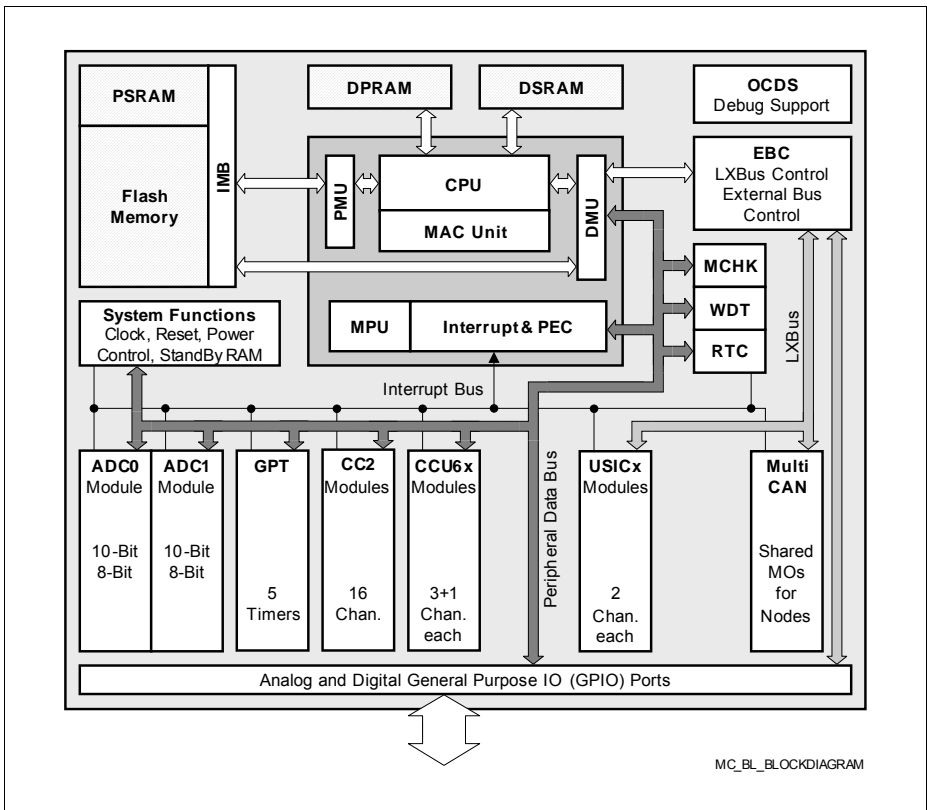 PSRAM
Flash
Memory
IMB
DPRAM
DSRAM
OCDS
Debug Support
PMU
CPU
MAC Unit
DMU
EBC
LXBus Control
External Bus
Control
MPU
Interrupt & PEC
MCHK
WDT
RTC
LXBus
System Functions
Clock, Reset, Power
Control, StandBy RAM
Interrupt Bus
ADC0
Module
10-Bit
8-Bit
ADC1
Module
10-Bit
8-Bit
GPT
5
Timers
CC2
Modules
16
Chan.
CCU6x
Modules
3+1
Chan.
each
Peripheral Data Bus
USICx
Modules
2
Chan.
each
Multi
CAN
Shared
MOs
for
Nodes
Analog and Digital General Purpose IO (GPIO) Ports
MC_BL_BLOCKDIAGRAM